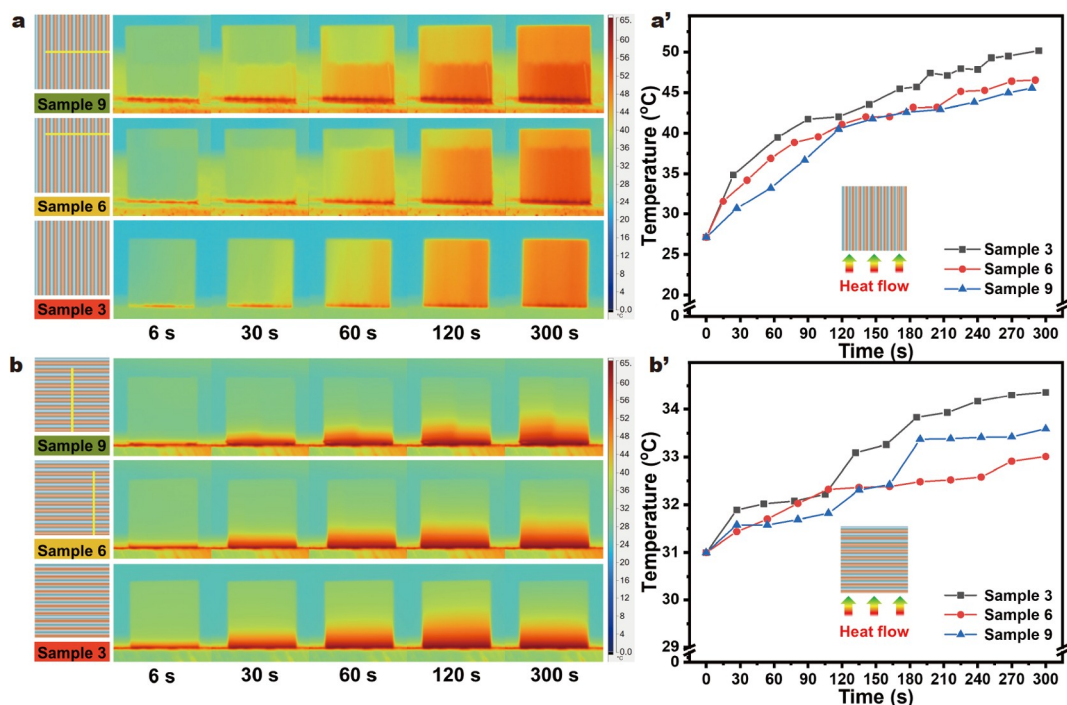 a
Sample 9
Sample 6
Sample 3
6 s 30 s 60 s 120 s 300 s
65.
60
56
52
48
44
40
36
32
28
24
20
16
12
8
4
0.0
°C
a'
Temperature (°C)
50
45
40
35
30
25
20
0
Sample 3
Sample 6
Sample 9
Heat flow
0 30 60 90 120 150 180 210 240 270 300
Time (s)
b
Sample 9
Sample 6
Sample 3
6 s 30 s 60 s 120 s 300 s
65.
60
56
52
48
44
40
36
32
28
24
20
16
12
8
4
0.0
°C
b'
Temperature (°C)
34
33
32
31
30
29
0
Sample 3
Sample 6
Sample 9
Heat flow
0 30 60 90 120 150 180 210 240 270 300
Time (s)